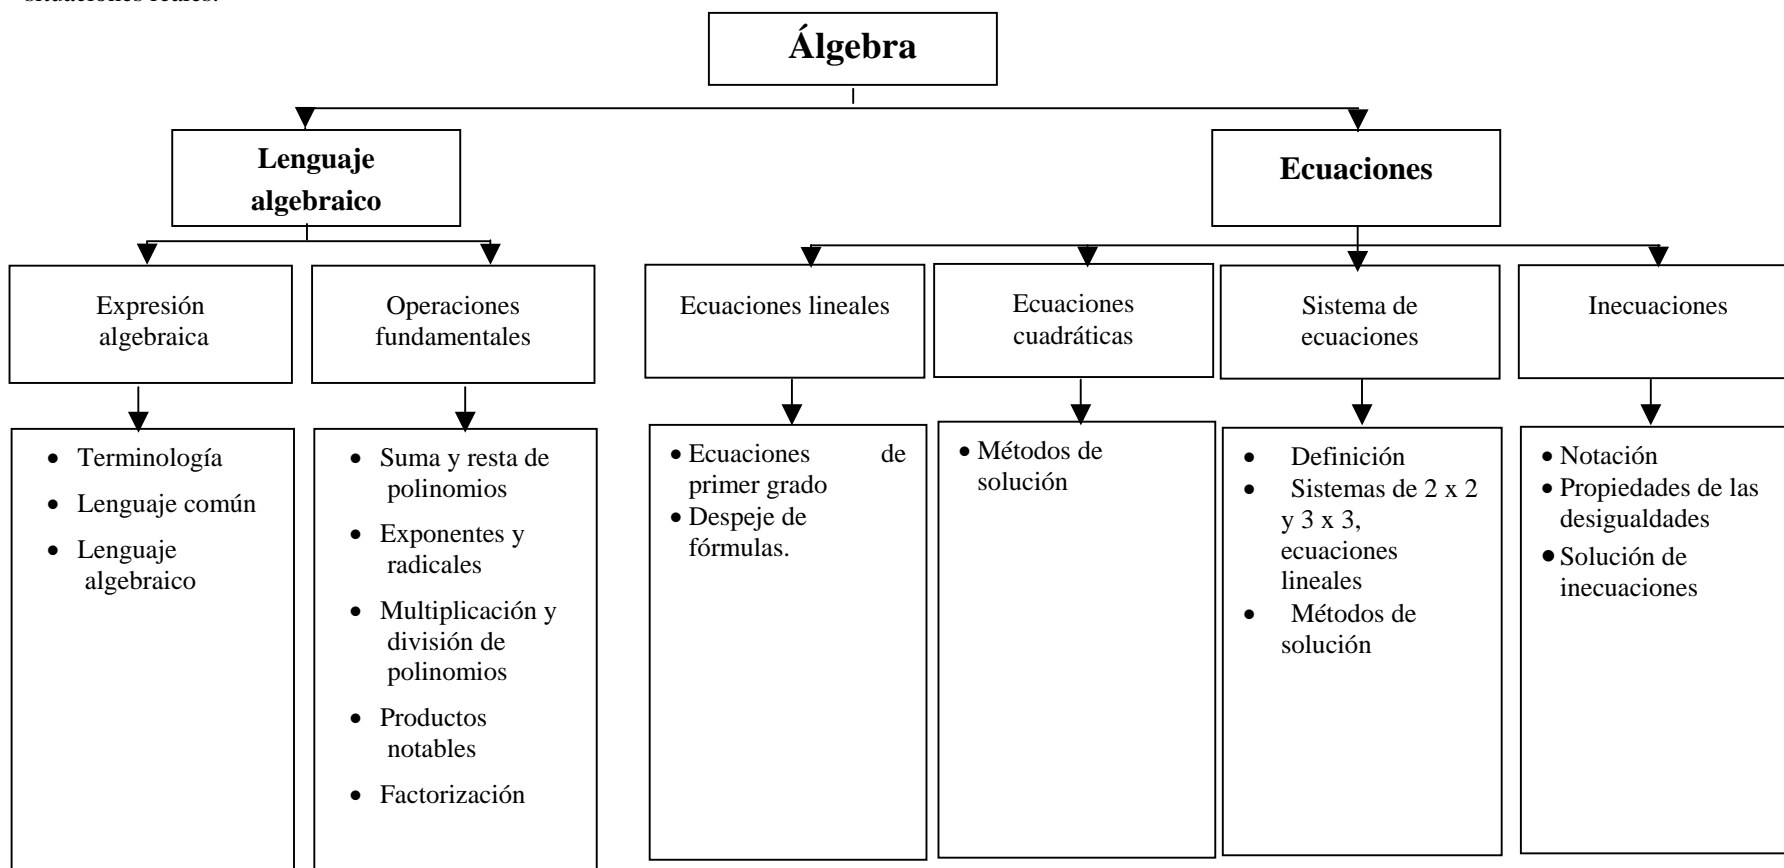 situaciones reales.
Álgebra
Lenguaje
algebraico
Ecuaciones
Expresión
algebraica
Operaciones
fundamentales
Ecuaciones lineales
Ecuaciones
cuadráticas
Sistema de
ecuaciones
Inecuaciones
• Terminología
• Lenguaje común
• Lenguaje
algebraico
• Suma y resta de
polinomios
• Exponentes y
radicales
• Multiplicación y
división de
polinomios
• Productos
notables
• Factorización
• Ecuaciones de
primer grado
• Despeje de
fórmulas.
• Métodos de
solución
• Definición
• Sistemas de 2 x 2
y 3 x 3,
ecuaciones
lineales
• Métodos de
solución
• Notación
• Propiedades de las
desigualdades
• Solución de
inecuaciones